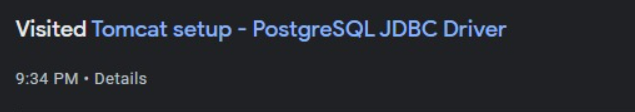 Visited Tomcat setup - PostgreSQL JDBC Driver
9:34 PM • Details